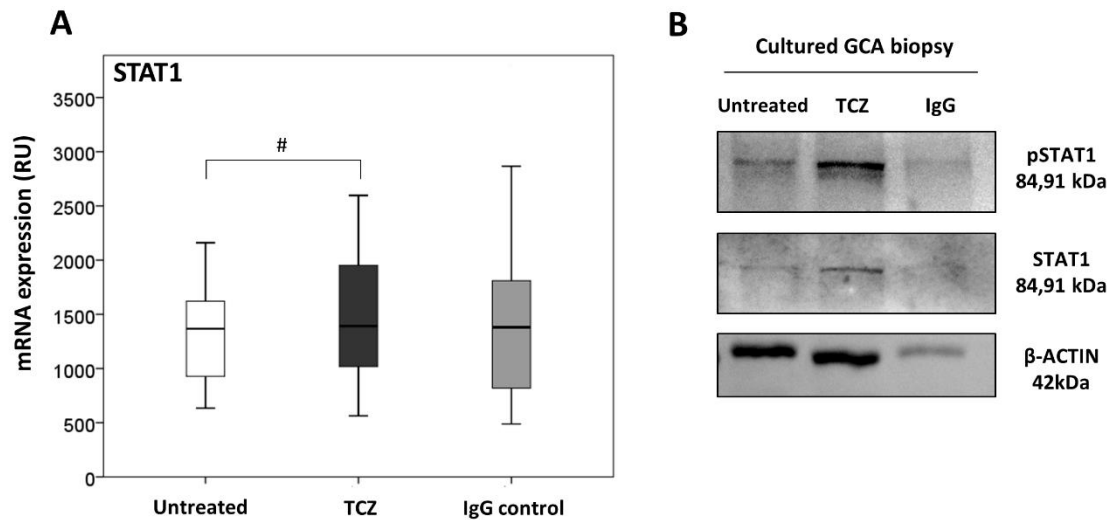 A
STAT1
mRNA expression (RU)
3500
3000
2500
2000
1500
1000
500
0
#
Untreated TCZ IgG control
B
Cultured GCA biopsy
Untreated TCZ IgG
pSTAT1
84,91 kDa
STAT1
84,91 kDa
β-ACTIN
42kDa